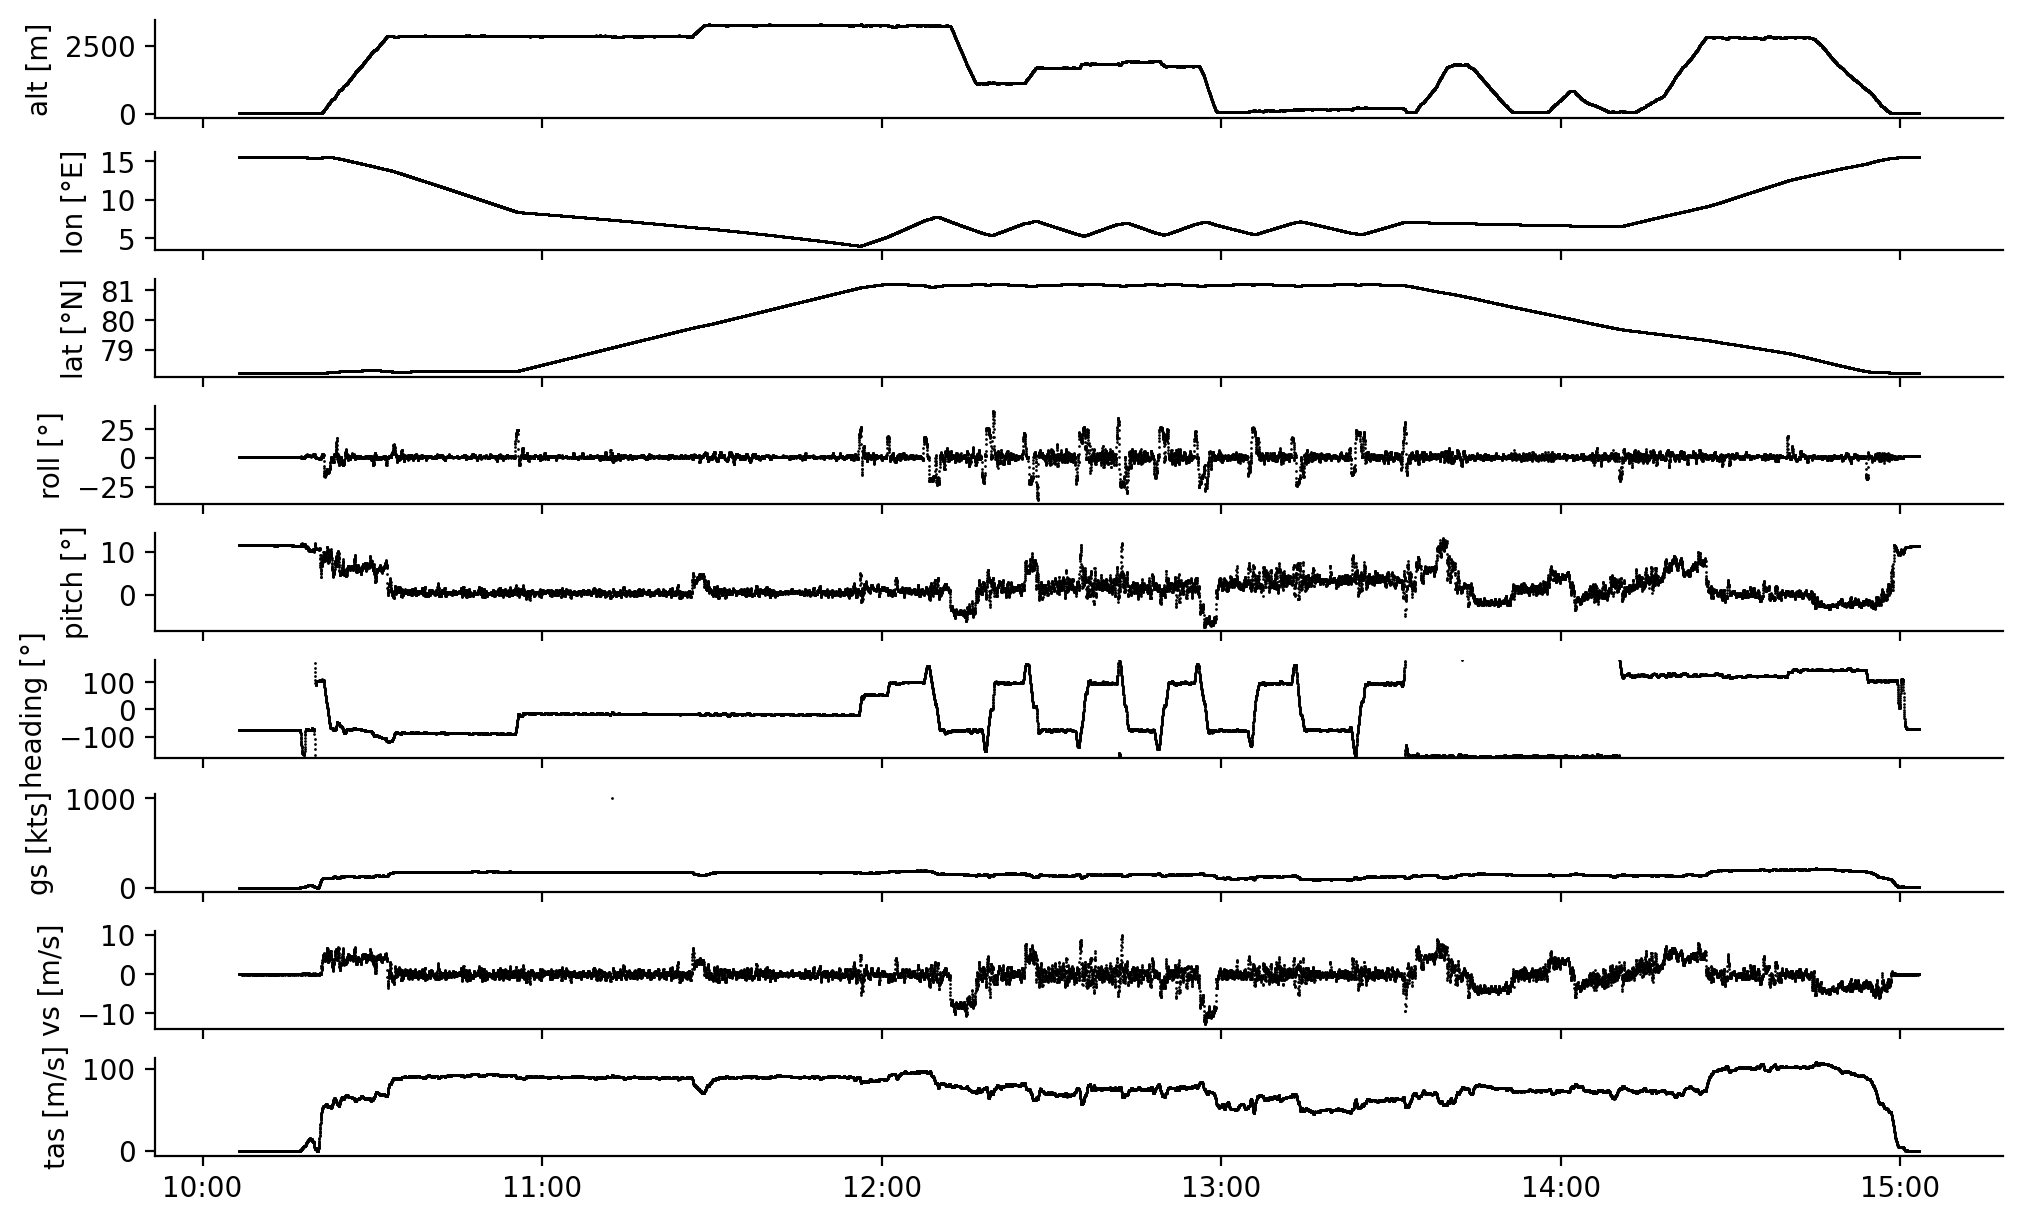 alt [m]
2500
0
lon [°E]
15
10
5
lat [°N]
81
80
79
roll [°]
25
0
−25
pitch [°]
10
0
heading [°]
100
0
−100
gs [kts]
1000
0
vs [m/s]
10
0
−10
tas [m/s]
100
0
10:00 11:00 12:00 13:00 14:00 15:00